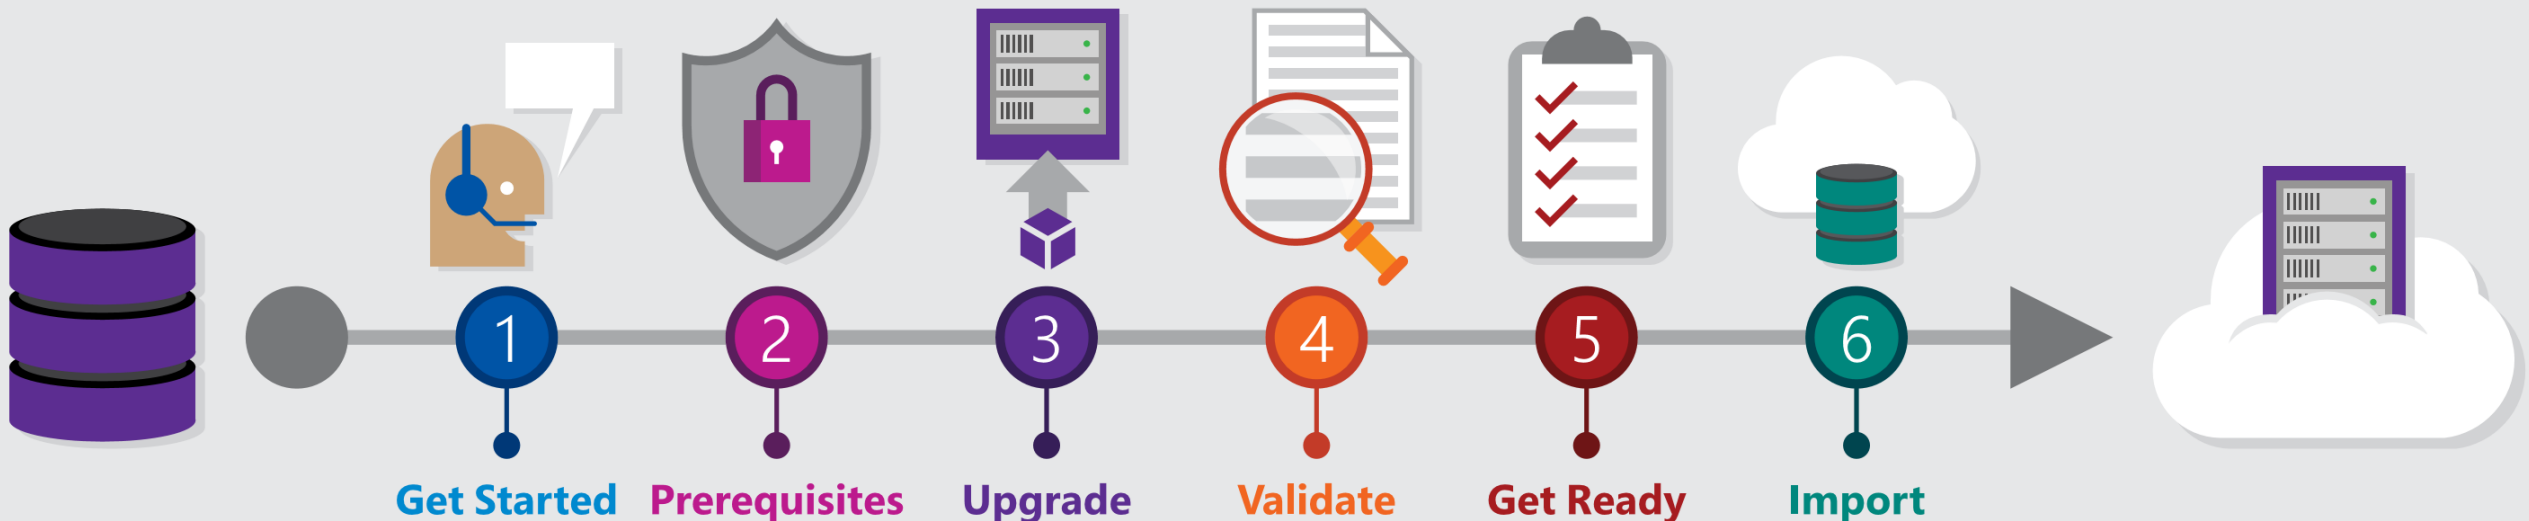 1 2 3 4 5 6
Get Started Prerequisites Upgrade Validate Get Ready Import